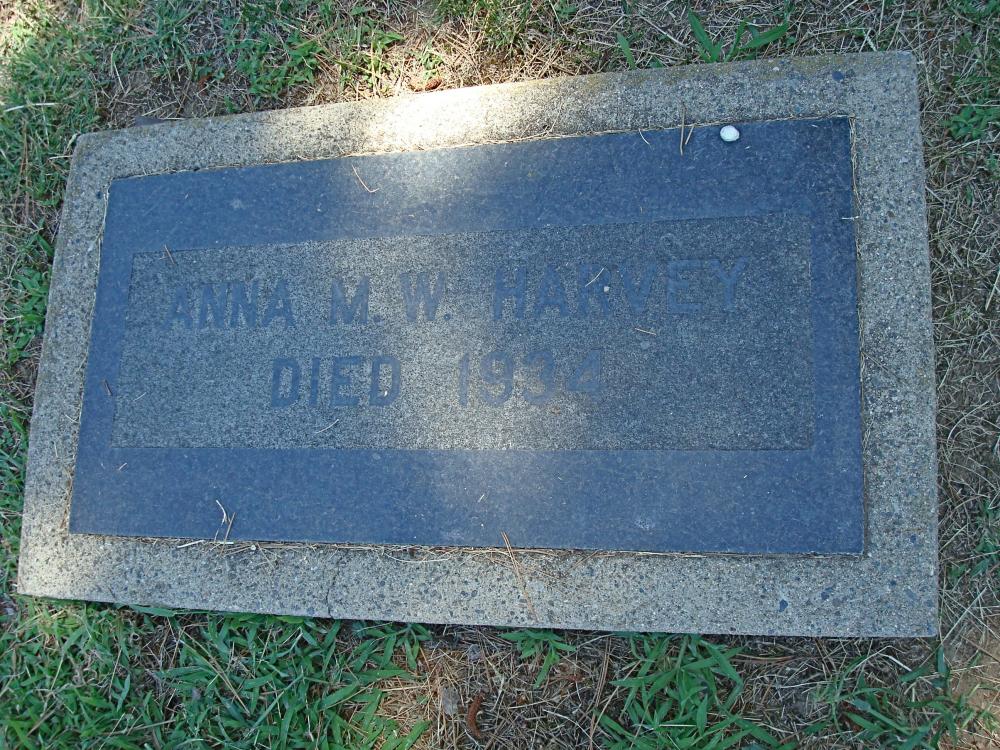 ANNA M. W. HARVEY
DIED 1934